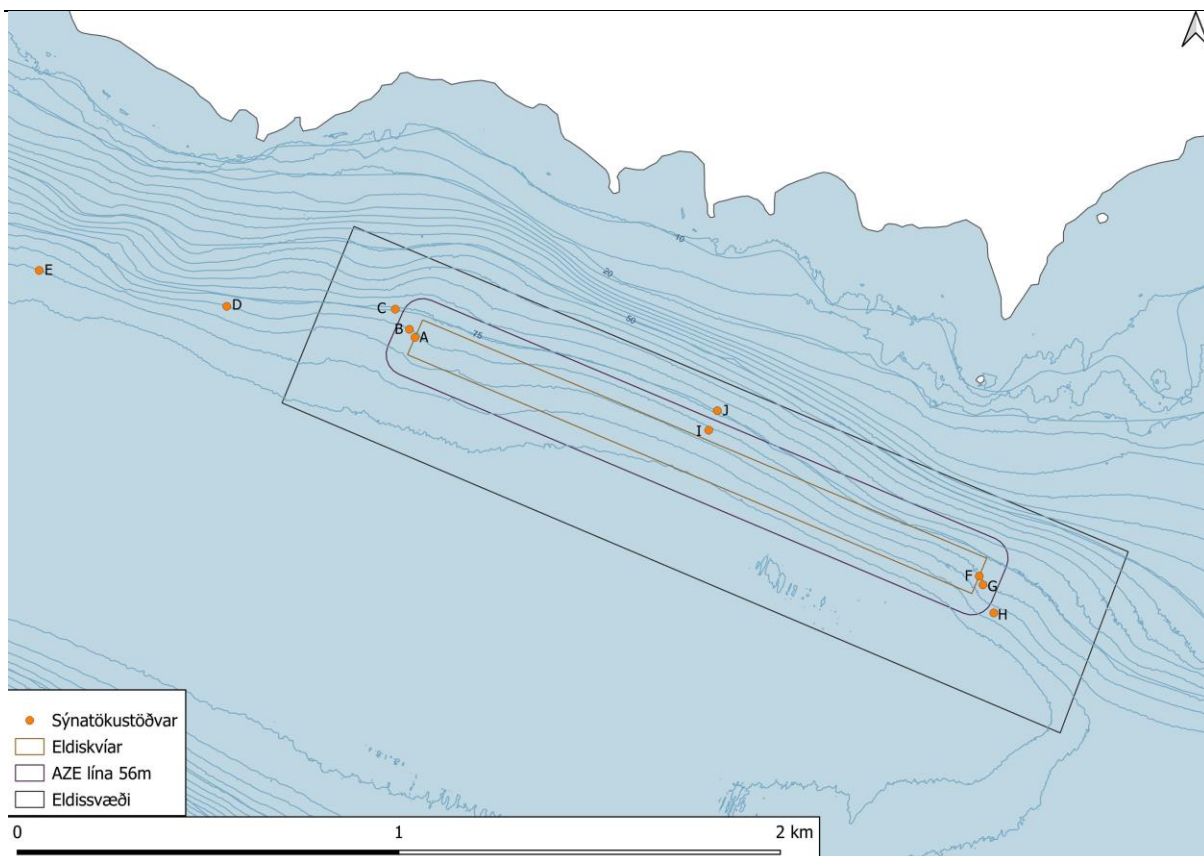 10
20
50
75
E
D
C
B
A
J
I
F
G
H
Sýnatökustöðvar
Eldiskvíar
AZE lína 56m
Eldissvæði
0 1 2 km